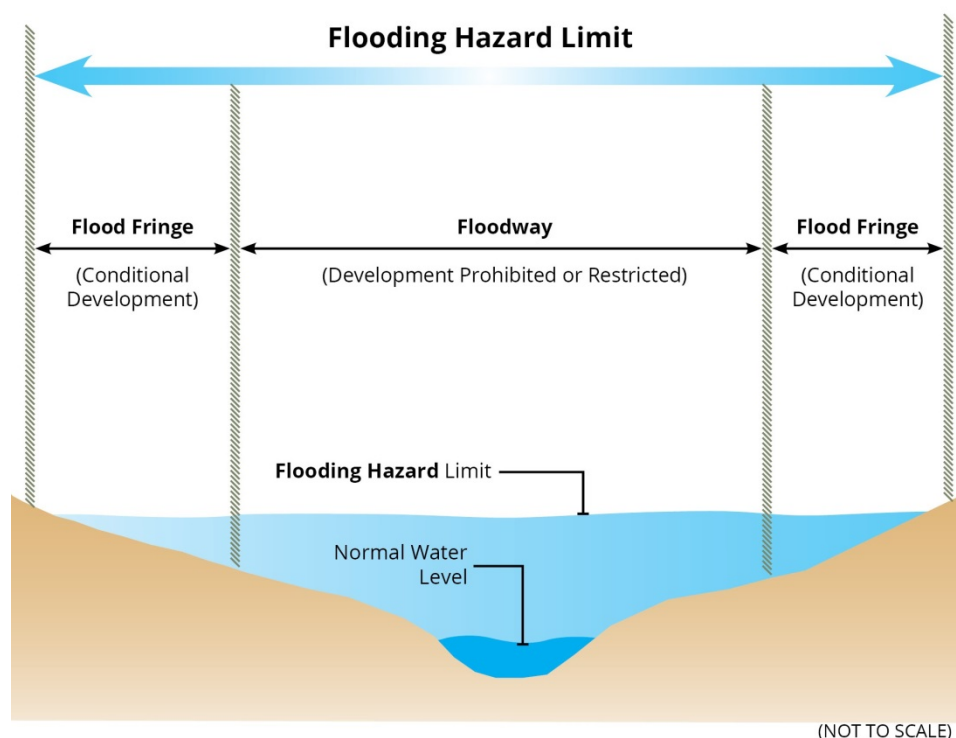 Flooding Hazard Limit
Flood Fringe
(Conditional
Development)
Floodway
(Development Prohibited or Restricted)
Flood Fringe
(Conditional
Development)
Flooding Hazard Limit
Normal Water
Level
(NOT TO SCALE)